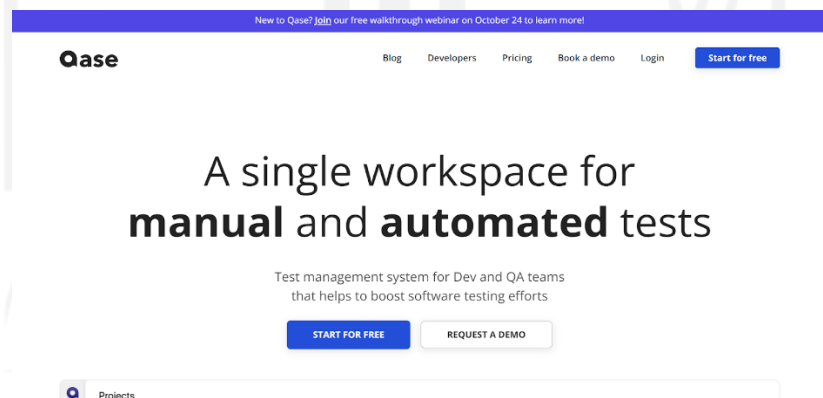 New to Qase? Join our free walkthrough webinar on October 24 to learn more!
Qase Blog Developers Pricing Book a demo Login Start for free
A single workspace for
manual and automated tests
Test management system for Dev and QA teams
that helps to boost software testing efforts
START FOR FREE REQUEST A DEMO
Projects